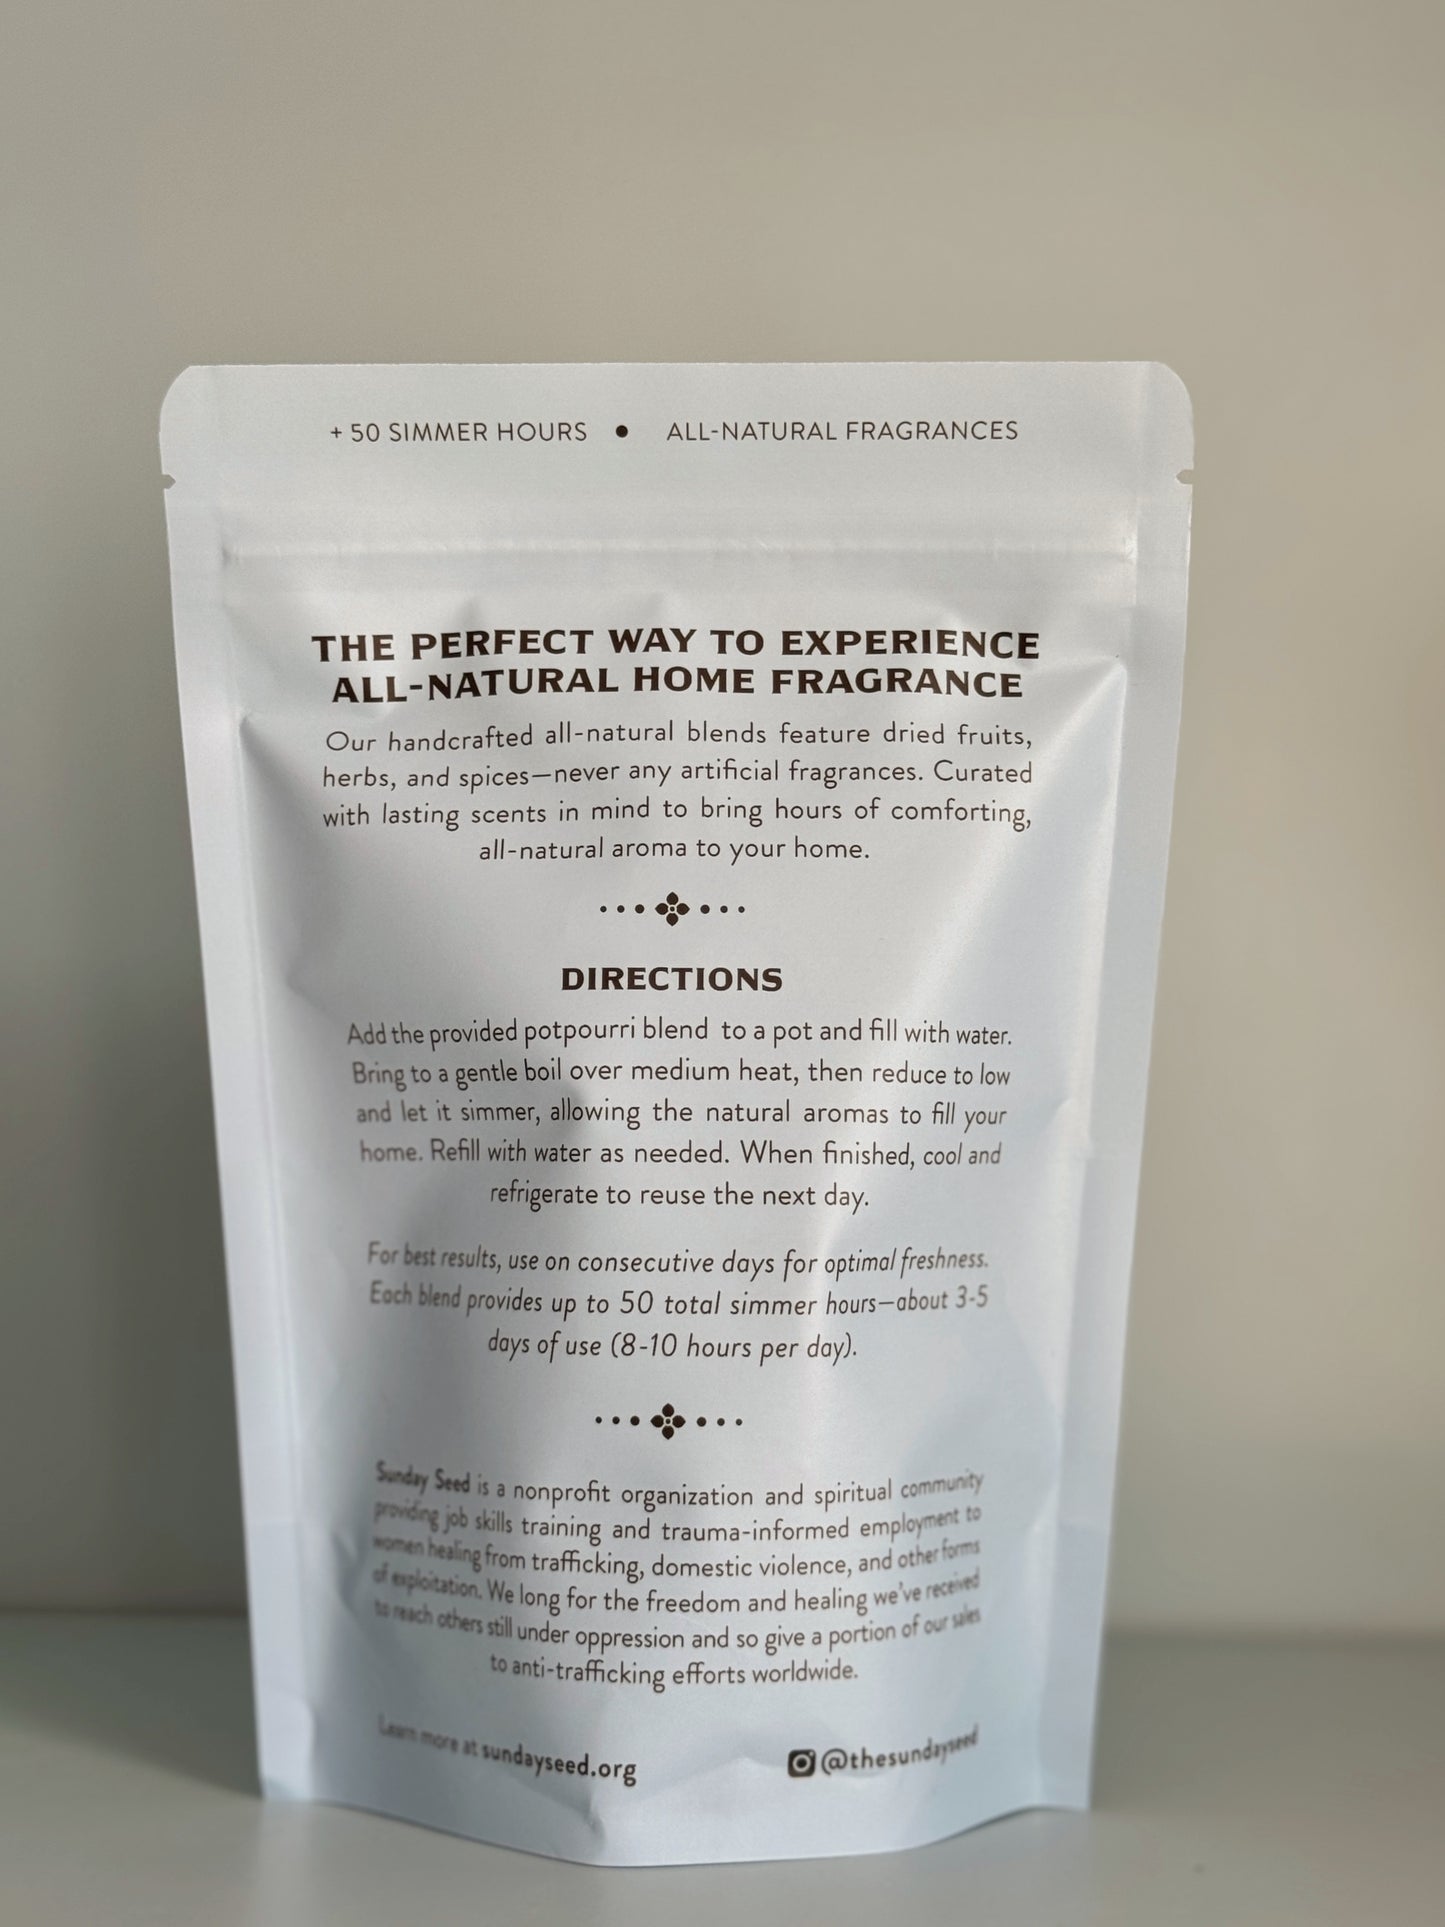 + 50 SIMMER HOURS • ALL-NATURAL FRAGRANCES
THE PERFECT WAY TO EXPERIENCE
ALL-NATURAL HOME FRAGRANCE
Our handcrafted all-natural blends feature dried fruits,
herbs, and spices—never any artificial fragrances. Curated
with lasting scents in mind to bring hours of comforting,
all-natural aroma to your home.
DIRECTIONS
Add the provided potpourri blend to a pot and fill with water.
Bring to a gentle boil over medium heat, then reduce to low
and let it simmer, allowing the natural aromas to fill your
home. Refill with water as needed. When finished, cool and
refrigerate to reuse the next day.
For best results, use on consecutive days for optimal freshness.
Each blend provides up to 50 total simmer hours—about 3-5
days of use (8-10 hours per day).
Sunday Seed is a nonprofit organization and spiritual community
providing job skills training and trauma-informed employment to
women healing from trafficking, domestic violence, and other forms
of exploitation. We long for the freedom and healing we've received
to reach others still under oppression and so give a portion of our sales
to anti-trafficking efforts worldwide.
Learn more at sundayseed.org
@thesundayseed